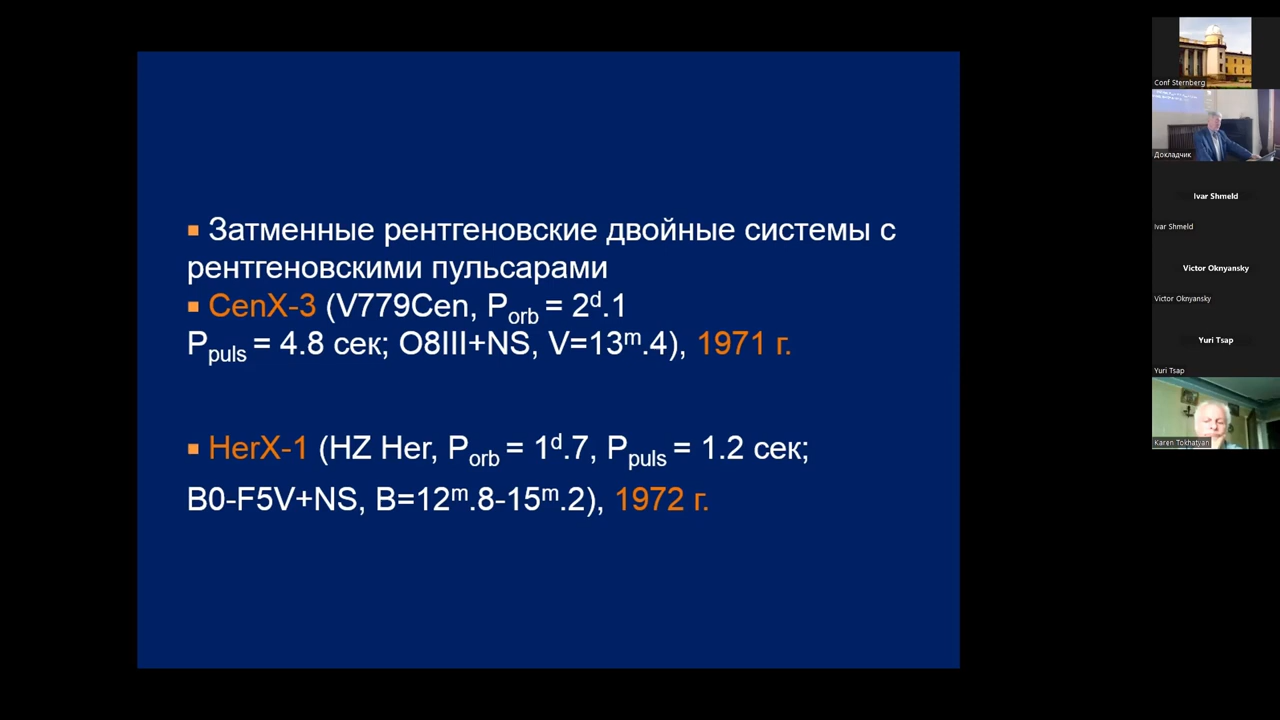 ▪ Затменные рентгеновские двойные системы с
рентгеновскими пульсарами
▪ CenX-3 (V779Cen, Porb = 2d.1
Ppuls = 4.8 сек; O8III+NS, V=13m.4), 1971 г.
▪ HerX-1 (HZ Her, Porb = 1d.7, Ppuls = 1.2 сек;
B0-F5V+NS, B=12m.8-15m.2), 1972 г.
Conf Sternberg
Докладчик
Ivar Shmeld
Ivar Shmeld
Victor Oknyansky
Victor Oknyansky
Yuri Tsap
Yuri Tsap
Karen Tokhatyan